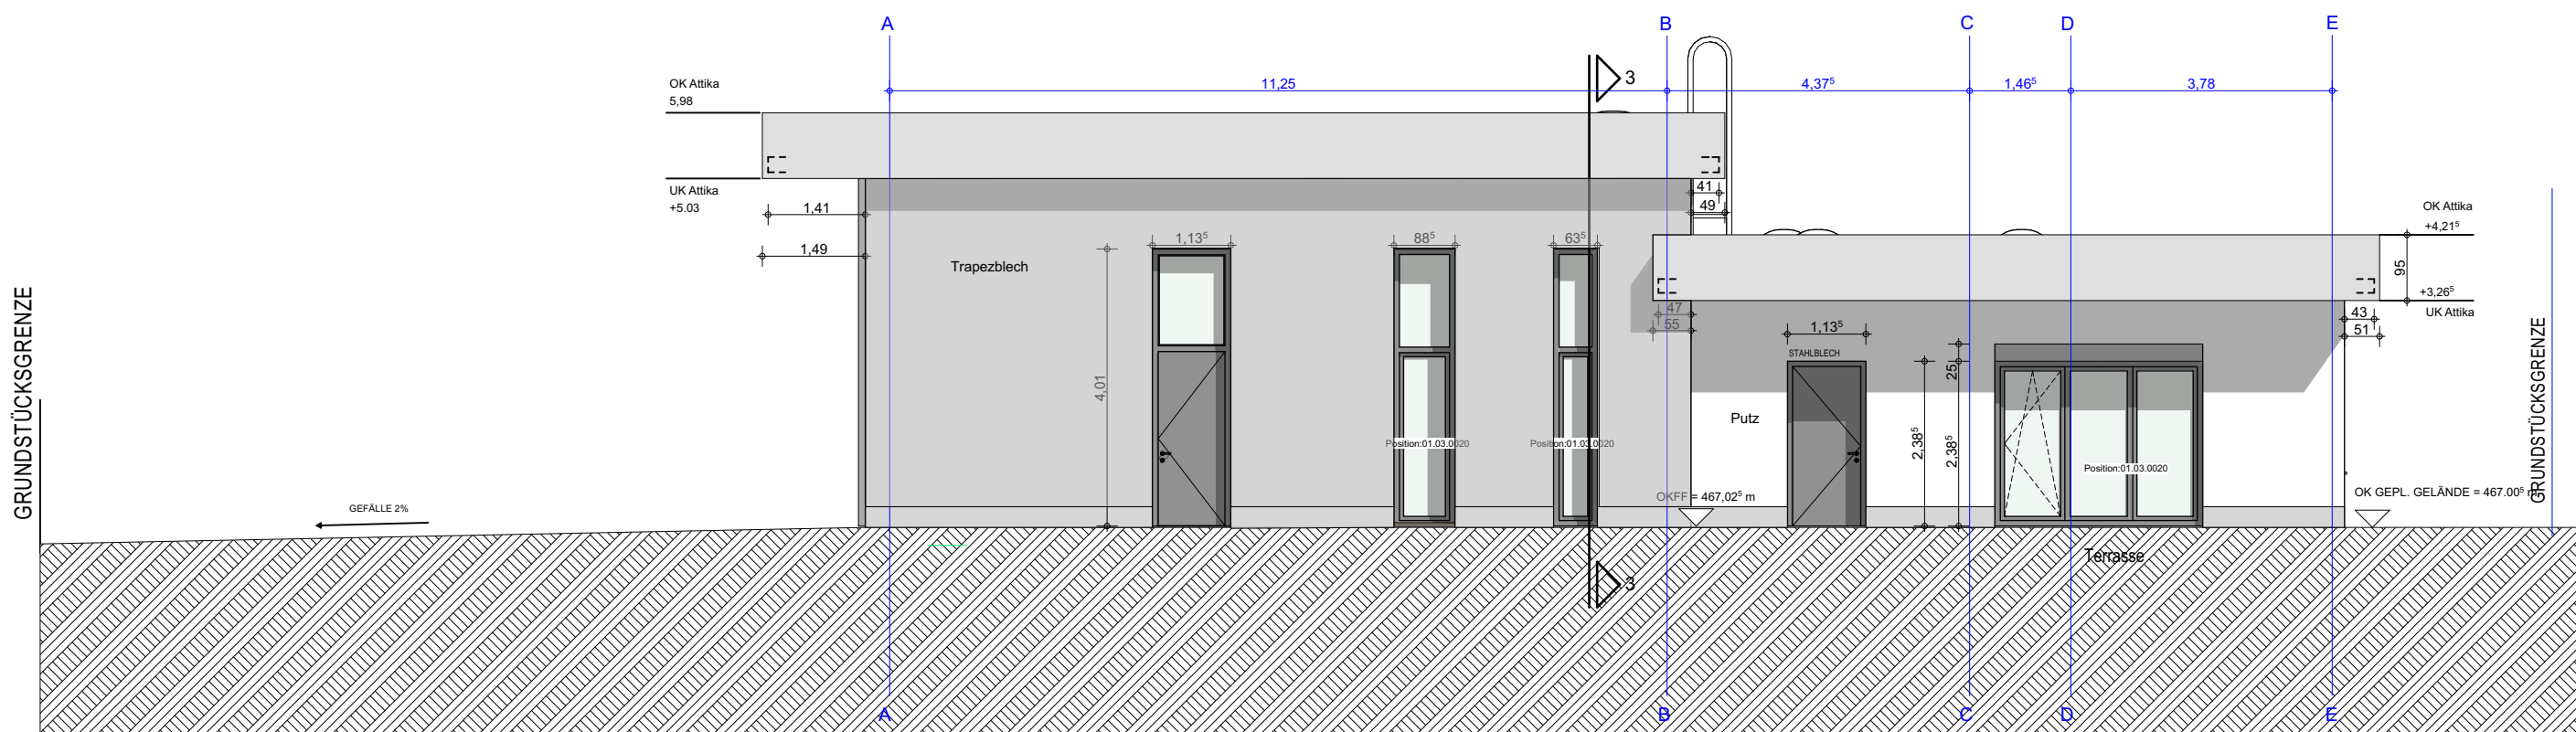 A
B
C
D
E
3
11,25
4,37⁵
1,46⁵
3,78
OK Attika
5,98
UK Attika
+5.03
1,41
1,49
41
49
OK Attika
+4,21⁵
95
+3,26⁵
UK Attika
43
51
1,13⁵
88⁵
63⁵
Trapezblech
47
55
1,13⁵
STAHLBLECH
25
4,01
2,38⁵
2,38⁵
Putz
Position:01.03.0020
Position:01.03.0020
Position:01.03.0020
GRUNDSTÜCKSGRENZE
GRUNDSTÜCKSGRENZE
GEFÄLLE 2%
OKFF = 467,02⁵ m
OK GEPL. GELÄNDE = 467.00⁵ m
Terrasse
3
A
B
C
D
E